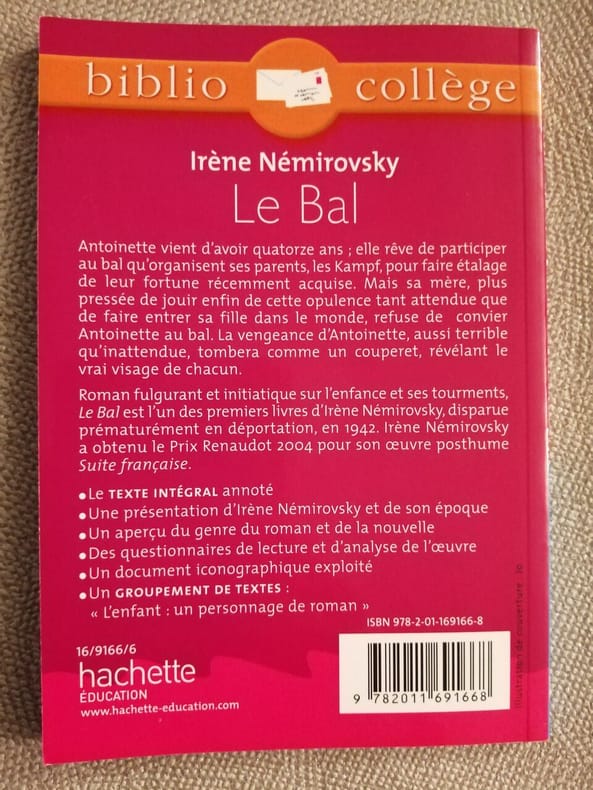 biblio collège
Irène Némirovsky
Le Bal
Antoinette vient d'avoir quatorze ans ; elle rêve de participer
au bal qu'organisent ses parents, les Kampf, pour faire étalage
de leur fortune récemment acquise. Mais sa mère, plus
pressée de jouir enfin de cette opulence tant attendue que
de faire entrer sa fille dans le monde, refuse de convier
Antoinette au bal. La vengeance d'Antoinette, aussi terrible
qu'inattendue, tombera comme un couperet, révélant le
vrai visage de chacun.
Roman fulgurant et initiatique sur l'enfance et ses tourments,
Le Bal est l'un des premiers livres d'Irène Némirovsky, disparue
prématurément en déportation, en 1942. Irène Némirovsky
a obtenu le Prix Renaudot 2004 pour son œuvre posthume
Suite française.
• Le TEXTE INTÉGRAL annoté
• Une présentation d'Irène Némirovsky et de son époque
• Un aperçu du genre du roman et de la nouvelle
• Des questionnaires de lecture et d'analyse de l'œuvre
• Un document iconographique exploité
• Un GROUPEMENT DE TEXTES :
« L'enfant : un personnage de roman »
ISBN 978-2-01-169166-8
16/9166/6
hachette
ÉDUCATION
www.hachette-education.com
9 782011 691668
Illustration de couverture :